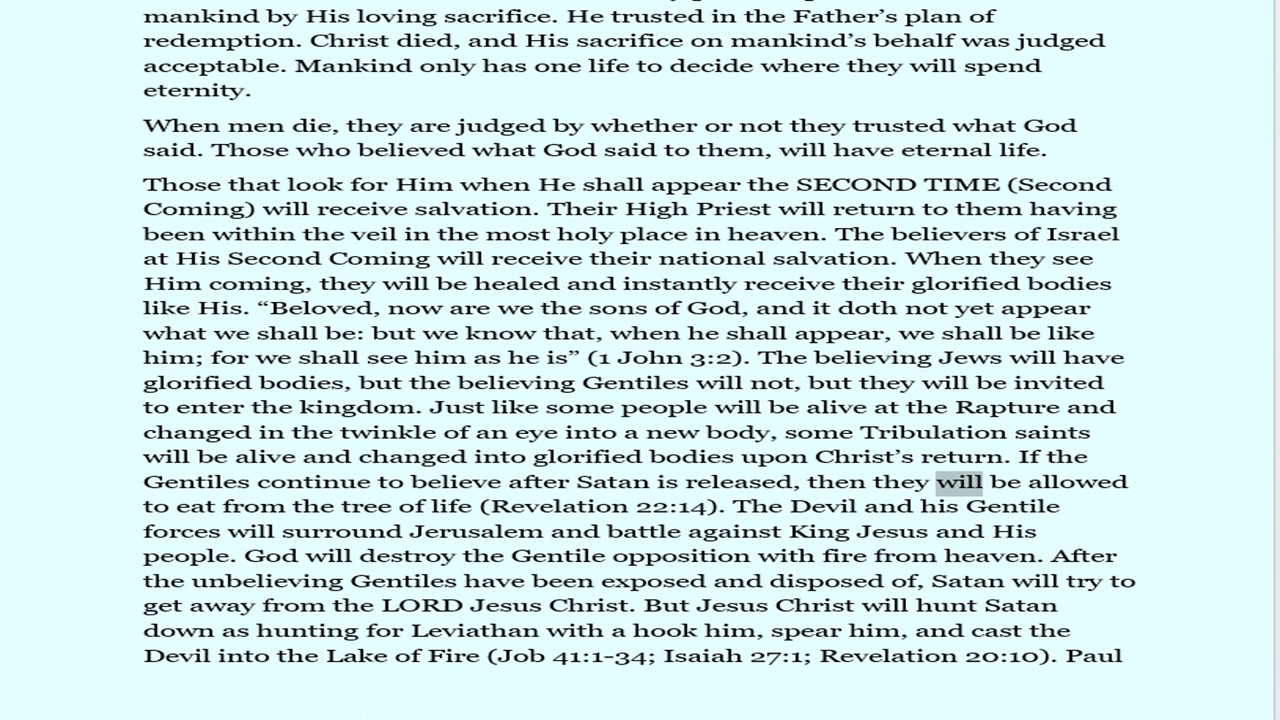 mankind by His loving sacrifice. He trusted in the Father’s plan of
redemption. Christ died, and His sacrifice on mankind’s behalf was judged
acceptable. Mankind only has one life to decide where they will spend
eternity.
When men die, they are judged by whether or not they trusted what God
said. Those who believed what God said to them, will have eternal life.
Those that look for Him when He shall appear the SECOND TIME (Second
Coming) will receive salvation. Their High Priest will return to them having
been within the veil in the most holy place in heaven. The believers of Israel
at His Second Coming will receive their national salvation. When they see
Him coming, they will be healed and instantly receive their glorified bodies
like His. “Beloved, now are we the sons of God, and it doth not yet appear
what we shall be: but we know that, when he shall appear, we shall be like
him; for we shall see him as he is” (1 John 3:2). The believing Jews will have
glorified bodies, but the believing Gentiles will not, but they will be invited
to enter the kingdom. Just like some people will be alive at the Rapture and
changed in the twinkle of an eye into a new body, some Tribulation saints
will be alive and changed into glorified bodies upon Christ’s return. If the
Gentiles continue to believe after Satan is released, then they will be allowed
to eat from the tree of life (Revelation 22:14). The Devil and his Gentile
forces will surround Jerusalem and battle against King Jesus and His
people. God will destroy the Gentile opposition with fire from heaven. After
the unbelieving Gentiles have been exposed and disposed of, Satan will try to
get away from the LORD Jesus Christ. But Jesus Christ will hunt Satan
down as hunting for Leviathan with a hook him, spear him, and cast the
Devil into the Lake of Fire (Job 41:1-34; Isaiah 27:1; Revelation 20:10). Paul